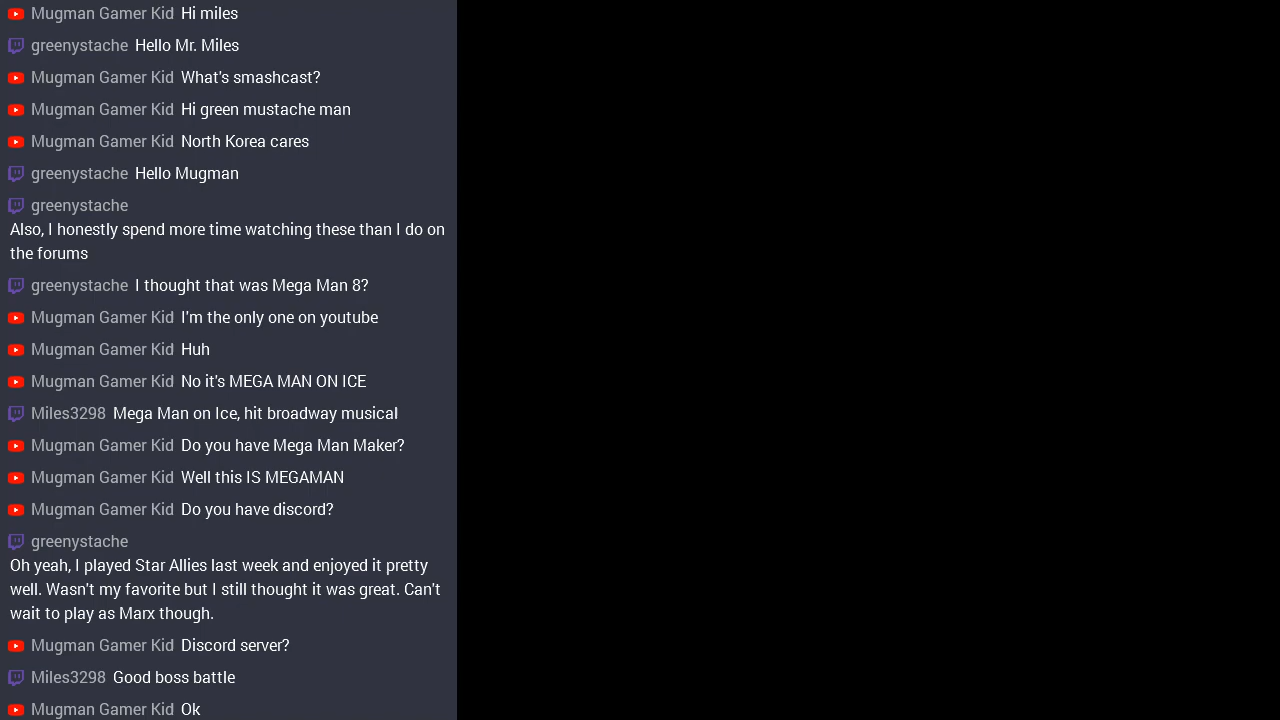 Mugman Gamer Kid Hi miles
greenystache Hello Mr. Miles
Mugman Gamer Kid What's smashcast?
Mugman Gamer Kid Hi green mustache man
Mugman Gamer Kid North Korea cares
greenystache Hello Mugman
greenystache
Also, I honestly spend more time watching these than I do on
the forums
greenystache I thought that was Mega Man 8?
Mugman Gamer Kid I'm the only one on youtube
Mugman Gamer Kid Huh
Mugman Gamer Kid No it's MEGA MAN ON ICE
Miles3298 Mega Man on Ice, hit broadway musical
Mugman Gamer Kid Do you have Mega Man Maker?
Mugman Gamer Kid Well this IS MEGAMAN
Mugman Gamer Kid Do you have discord?
greenystache
Oh yeah, I played Star Allies last week and enjoyed it pretty
well. Wasn't my favorite but I still thought it was great. Can't
wait to play as Marx though.
Mugman Gamer Kid Discord server?
Miles3298 Good boss battle
Mugman Gamer Kid Ok